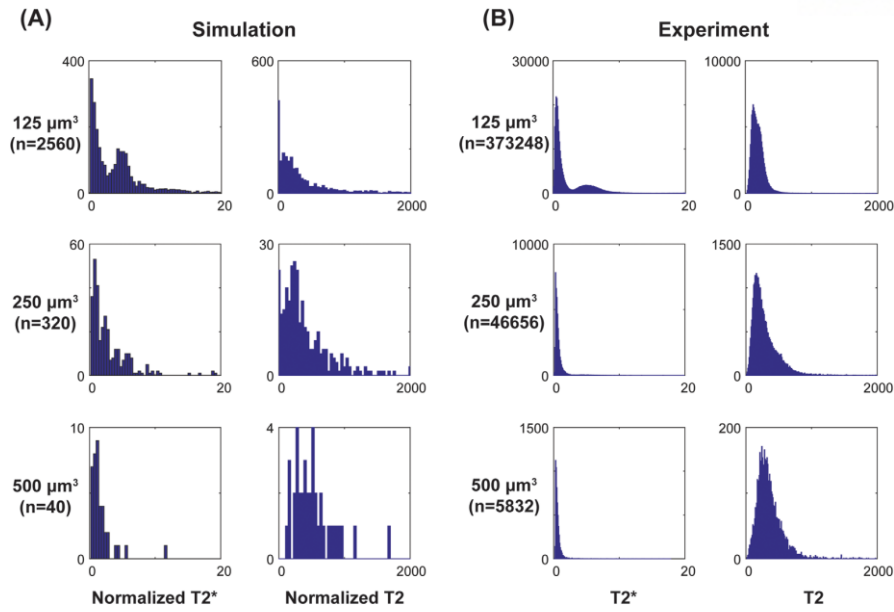 (A)
Simulation
(B)
Experiment
400
600
30000
10000
125 µm³
(n=2560)
125 µm³
(n=373248)
0
0
0
0
0
20
0
2000
0
20
0
2000
60
30
10000
1500
250 µm³
(n=320)
250 µm³
(n=46656)
0
0
0
0
0
20
0
2000
0
20
0
2000
10
4
1500
200
500 µm³
(n=40)
500 µm³
(n=5832)
0
0
0
0
0
20
0
2000
0
20
0
2000
Normalized T2*
Normalized T2
T2*
T2